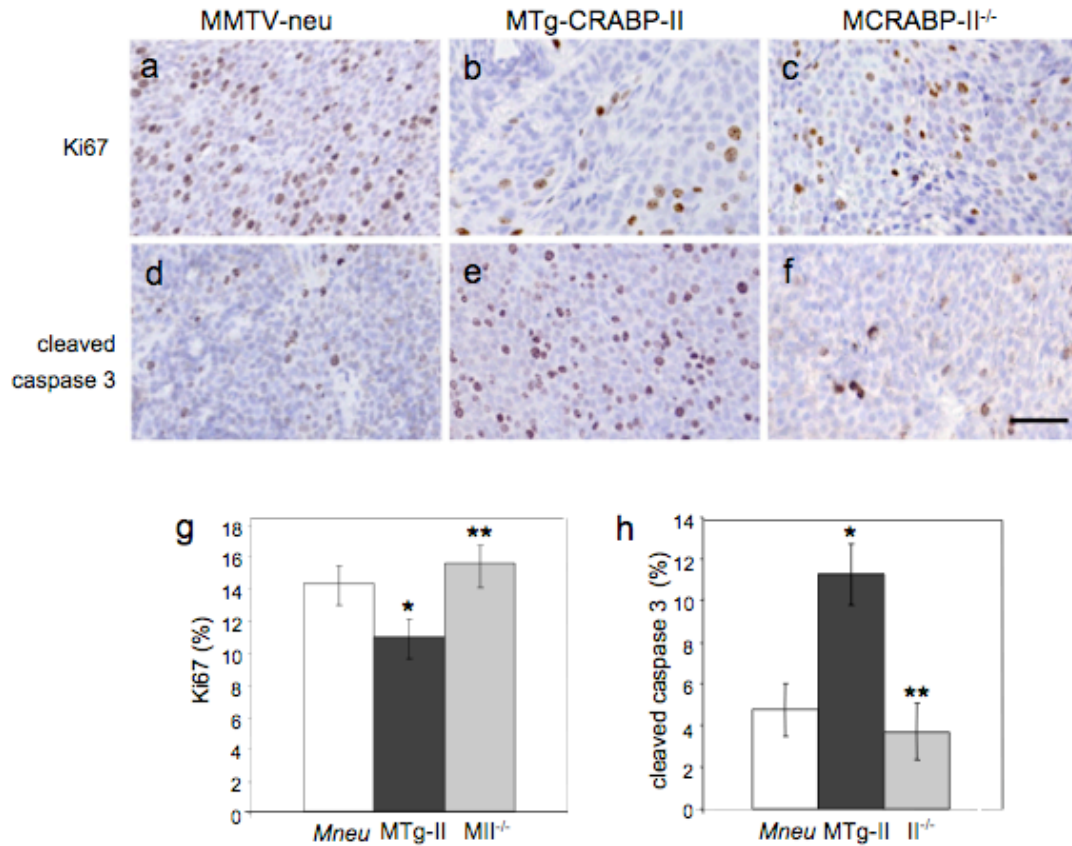 MMTV-neu MTg-CRABP-II MCRABP-II-/-
a b c
Ki67
d e f
cleaved
caspase 3
g
Ki67 (%)
18
16
14
12
10
8
6
4
2
0
*
**
Mneu MTg-II MII-/-
h
cleaved caspase 3 (%)
14
12
10
8
6
4
2
0
*
**
Mneu MTg-II II-/-